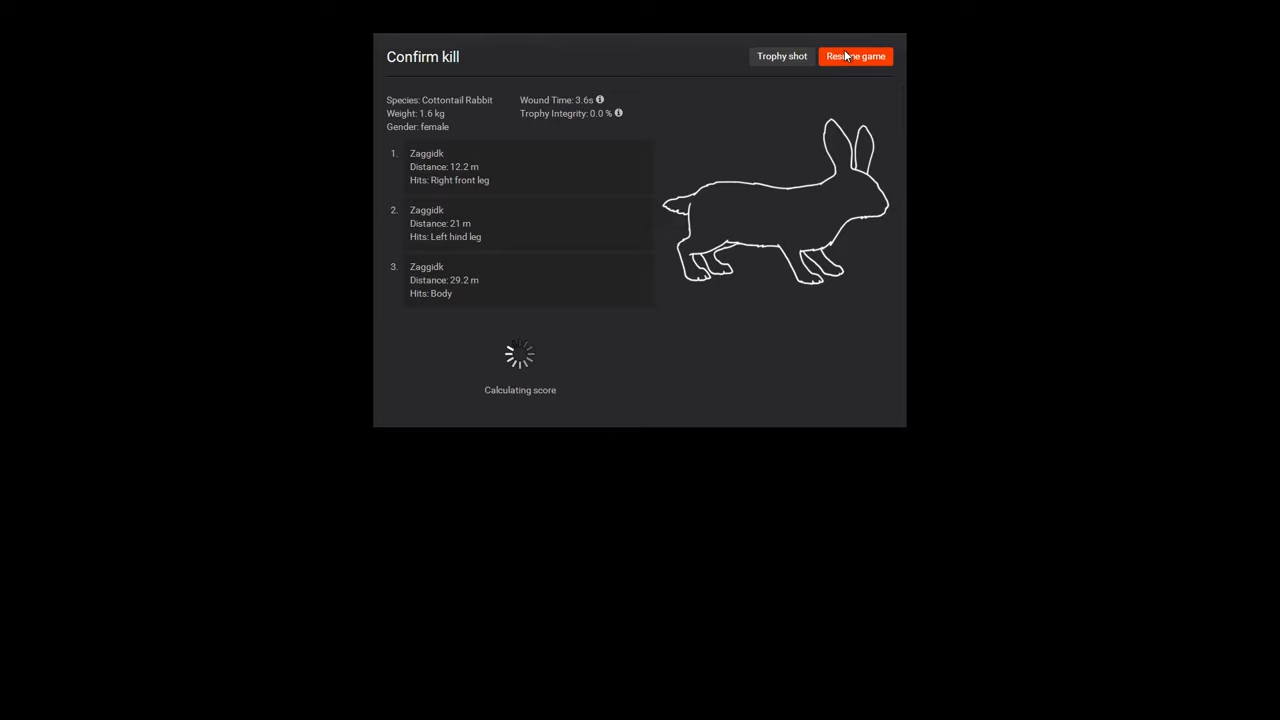 Confirm kill
Trophy shot
Resume game
Species: Cottontail Rabbit
Weight: 1.6 kg
Gender: female
Wound Time: 3.6s
Trophy Integrity: 0.0 %
1.
Zaggidk
Distance: 12.2 m
Hits: Right front leg
2.
Zaggidk
Distance: 21 m
Hits: Left hind leg
3.
Zaggidk
Distance: 29.2 m
Hits: Body
Calculating score